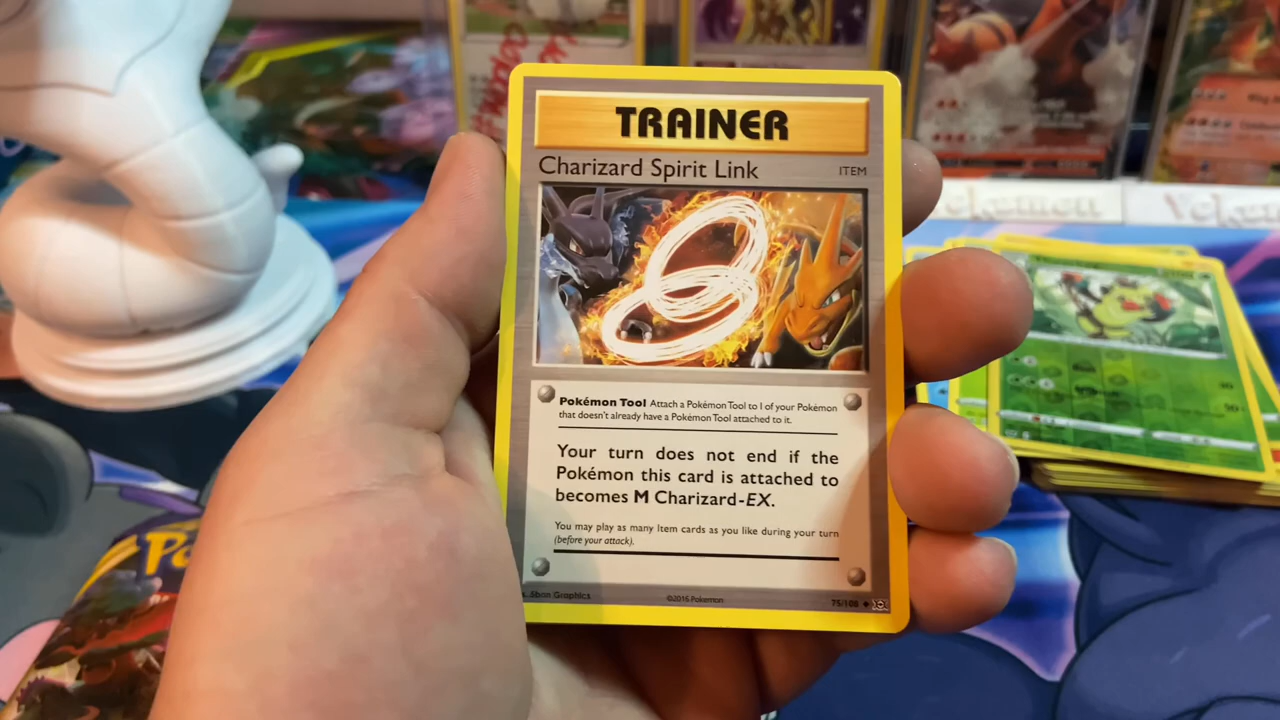 TRAINER
Charizard Spirit Link
ITEM
Pokémon Tool Attach a Pokémon Tool to 1 of your Pokémon
that doesn't already have a Pokémon Tool attached to it.
Your turn does not end if the
Pokémon this card is attached to
becomes M Charizard-EX.
You may play as many Item cards as you like during your turn
(before your attack).
5ban Graphics
©2016 Pokémon
75/108